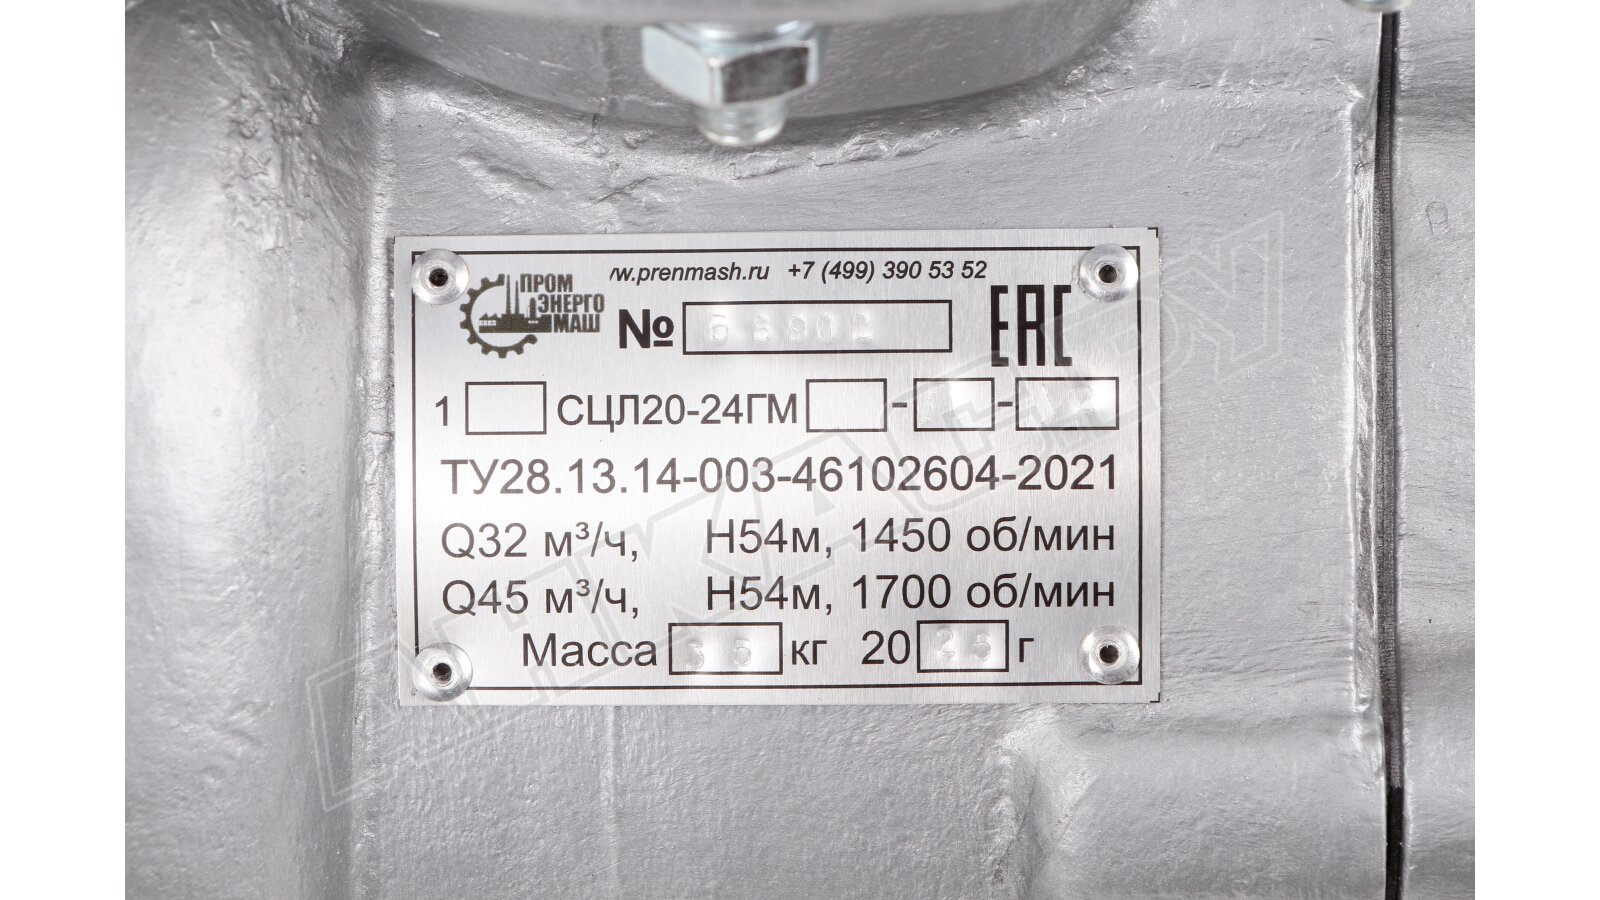 w.prenmash.ru +7 (499) 390 53 52
ПРОМ
ЭНЕРГО
МАШ
№ EAC
1 СЦЛ20-24ГМ - -
ТУ28.13.14-003-46102604-2021
Q32 м³/ч, Н54м, 1450 об/мин
Q45 м³/ч, Н54м, 1700 об/мин
Масса кг 20 г